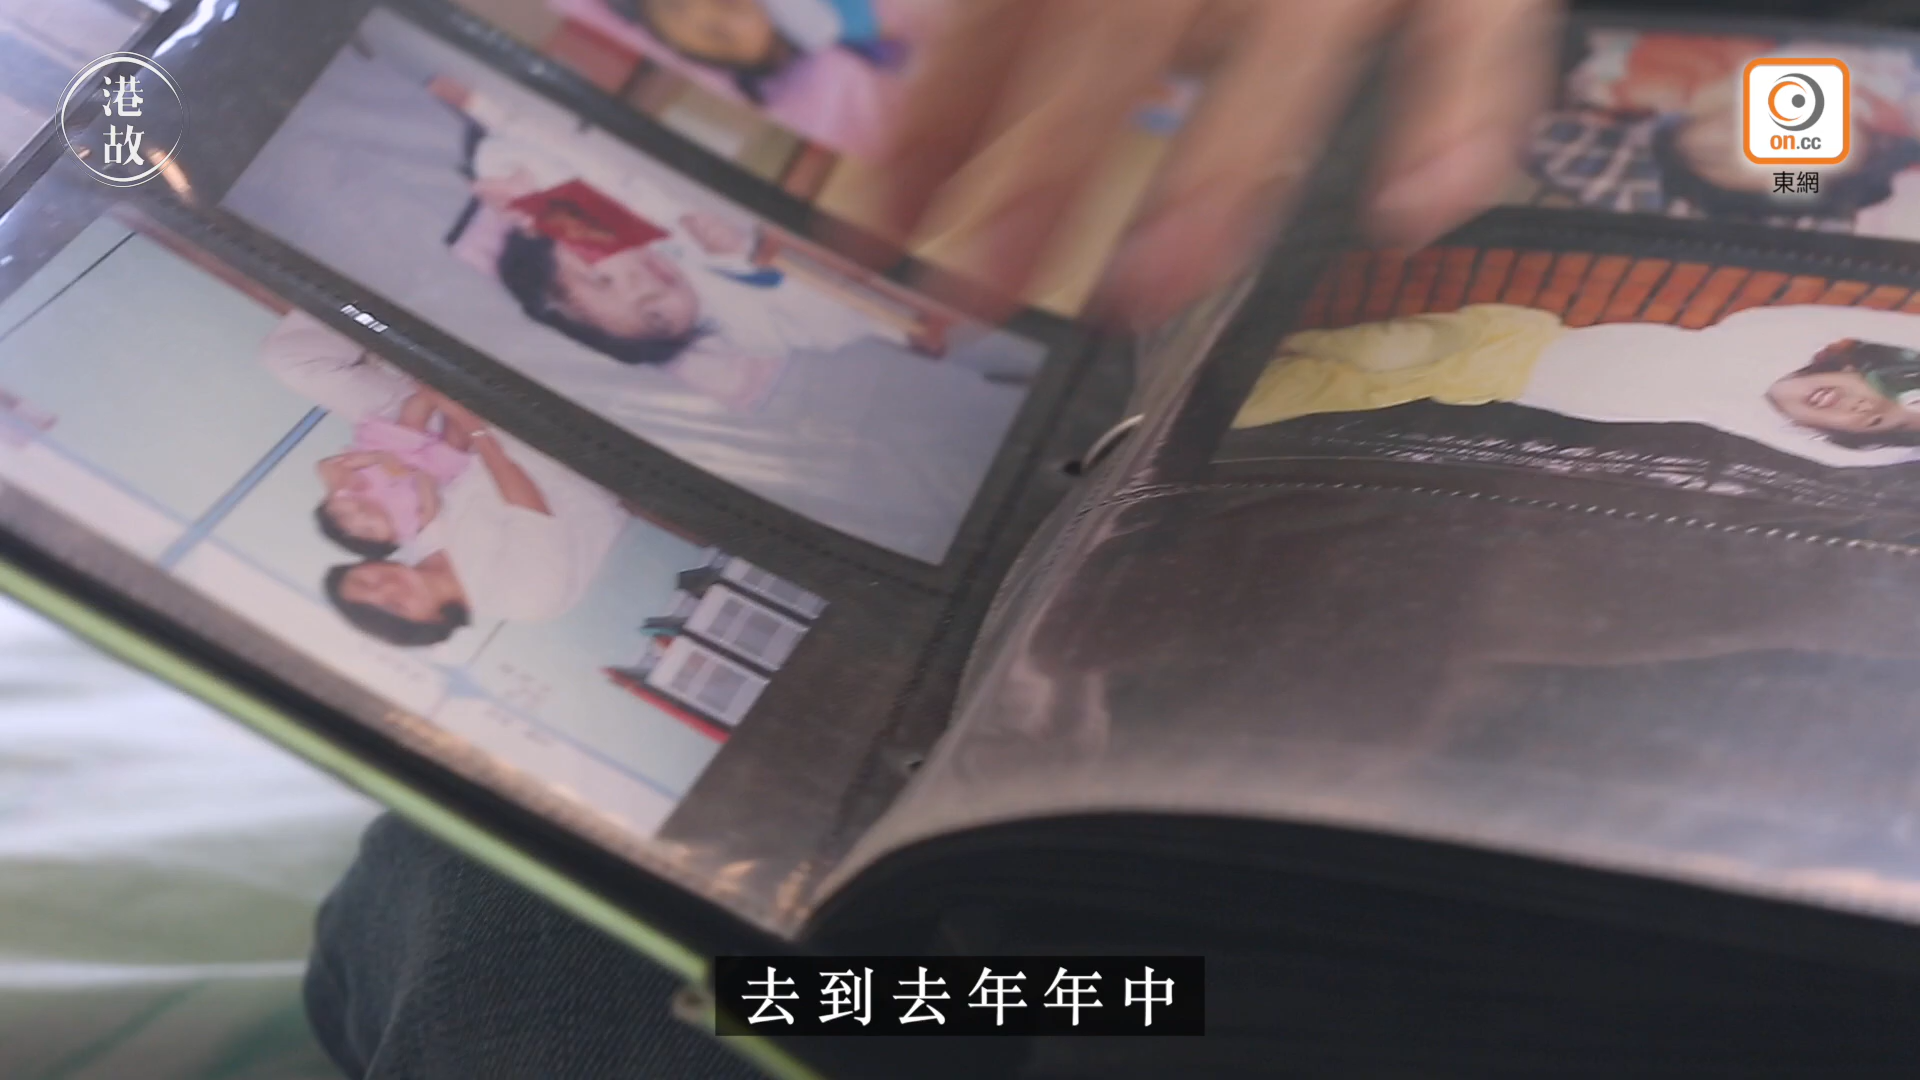 港故
on.cc
東網
去到去年年中